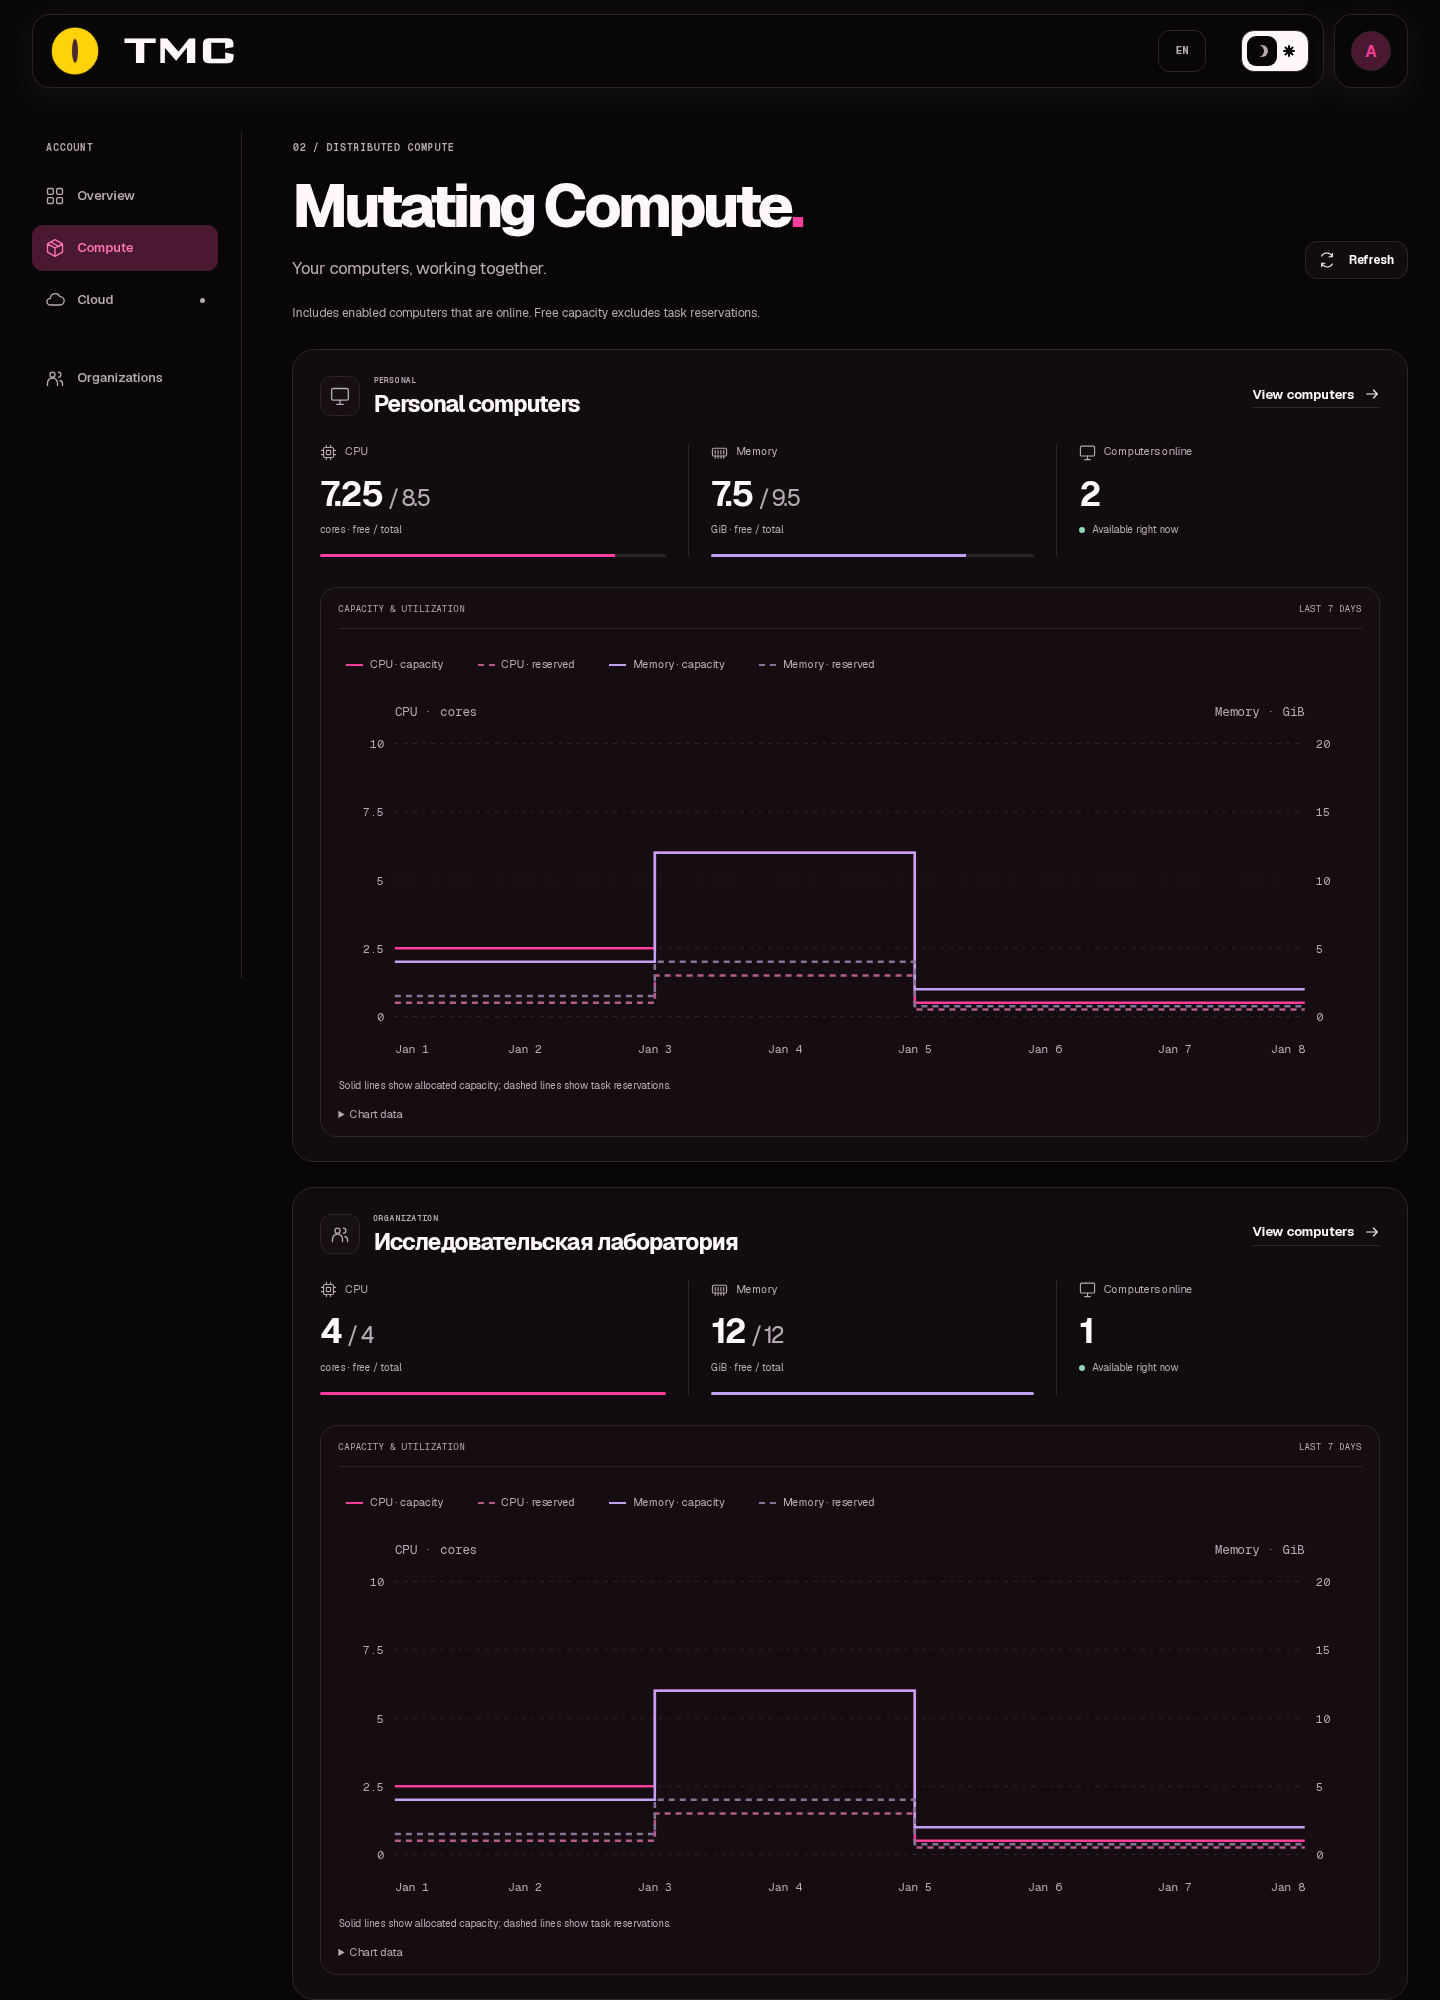 TMC
EN
A
ACCOUNT
Overview
Compute
Cloud
Organizations
02 / DISTRIBUTED COMPUTE
Mutating Compute.
Your computers, working together.
Refresh
Includes enabled computers that are online. Free capacity excludes task reservations.
PERSONAL
Personal computers
View computers
CPU
7.25 / 8.5
cores · free / total
Memory
7.5 / 9.5
GiB · free / total
Computers online
2
Available right now
CAPACITY & UTILIZATION
LAST 7 DAYS
CPU · capacity
CPU · reserved
Memory · capacity
Memory · reserved
CPU · cores
Memory · GiB
10
20
7.5
15
5
10
2.5
5
0
0
Jan 1 Jan 2 Jan 3 Jan 4 Jan 5 Jan 6 Jan 7 Jan 8
Solid lines show allocated capacity; dashed lines show task reservations.
Chart data
ORGANIZATION
Исследовательская лаборатория
View computers
CPU
4 / 4
cores · free / total
Memory
12 / 12
GiB · free / total
Computers online
1
Available right now
CAPACITY & UTILIZATION
LAST 7 DAYS
CPU · capacity
CPU · reserved
Memory · capacity
Memory · reserved
CPU · cores
Memory · GiB
10
20
7.5
15
5
10
2.5
5
0
0
Jan 1 Jan 2 Jan 3 Jan 4 Jan 5 Jan 6 Jan 7 Jan 8
Solid lines show allocated capacity; dashed lines show task reservations.
Chart data